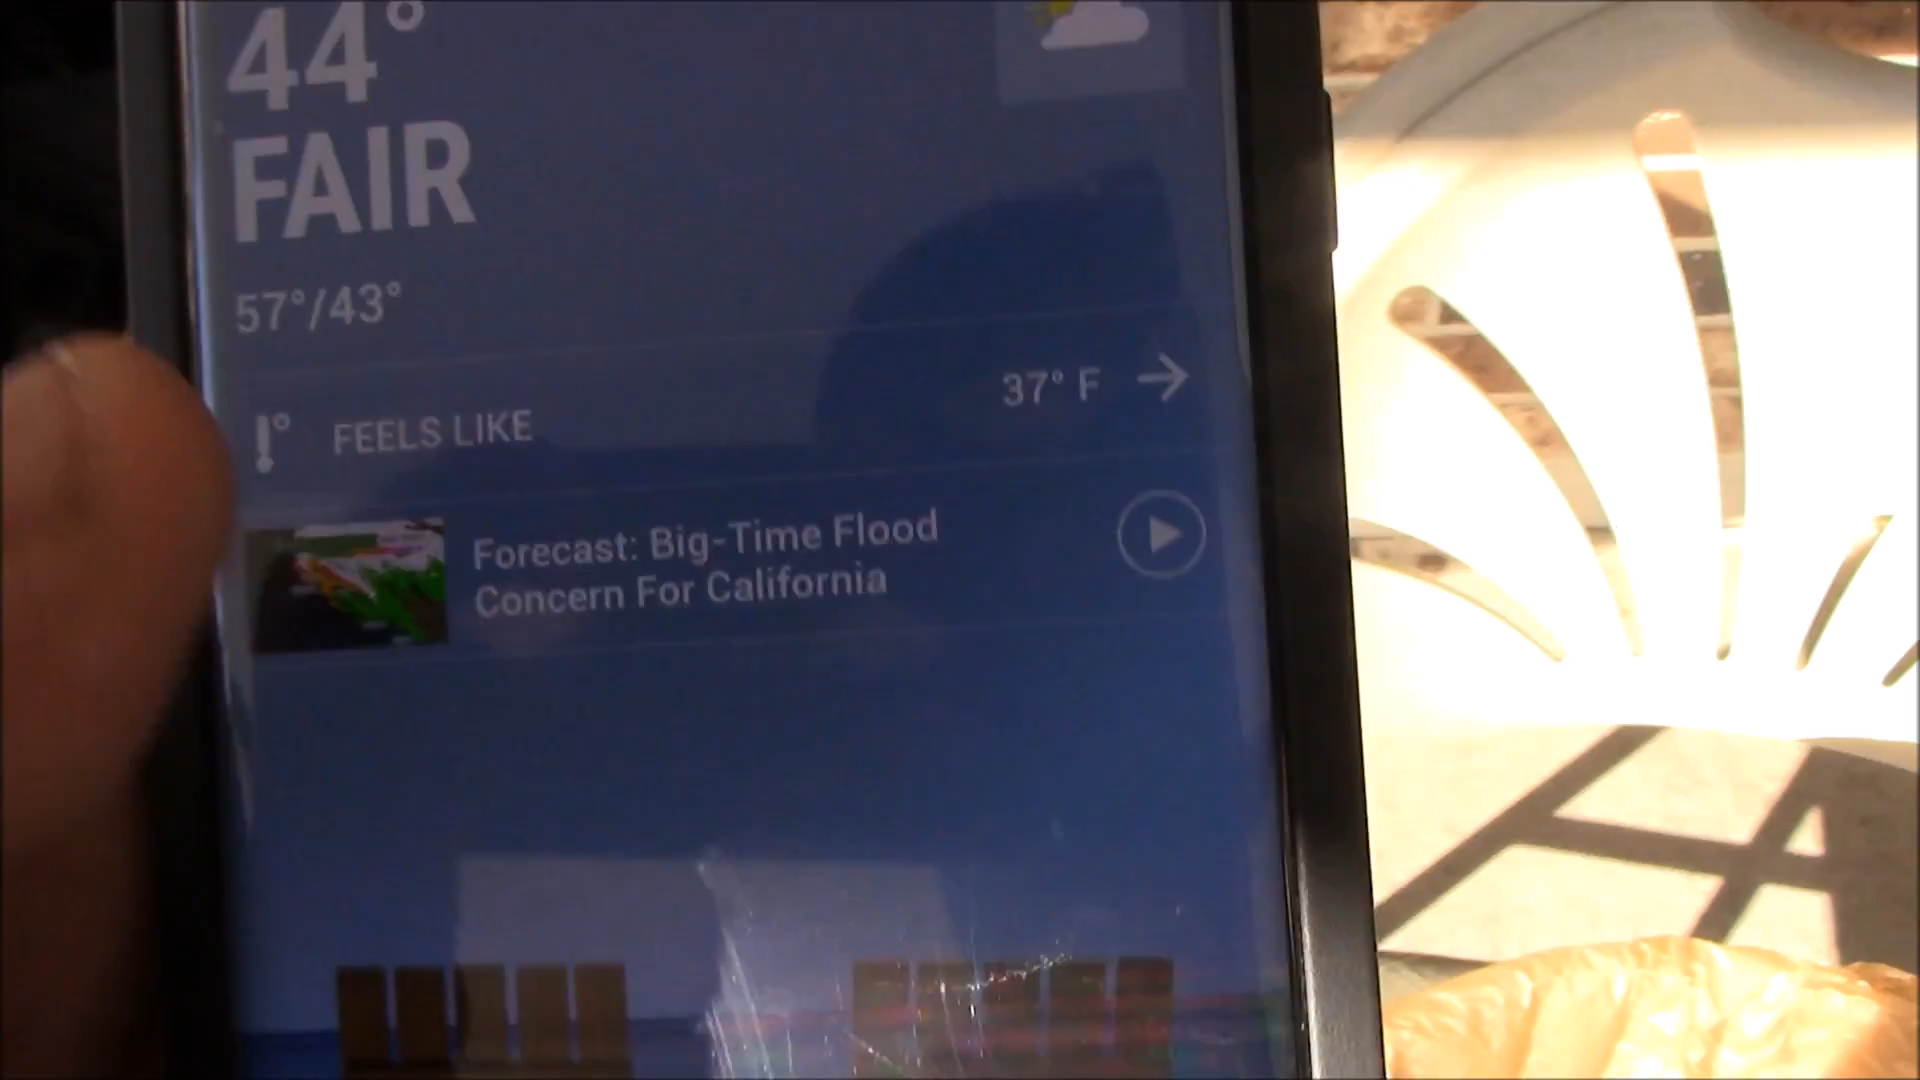 44°
FAIR
57°/43°
FEELS LIKE 37° F
Forecast: Big-Time Flood
Concern For California